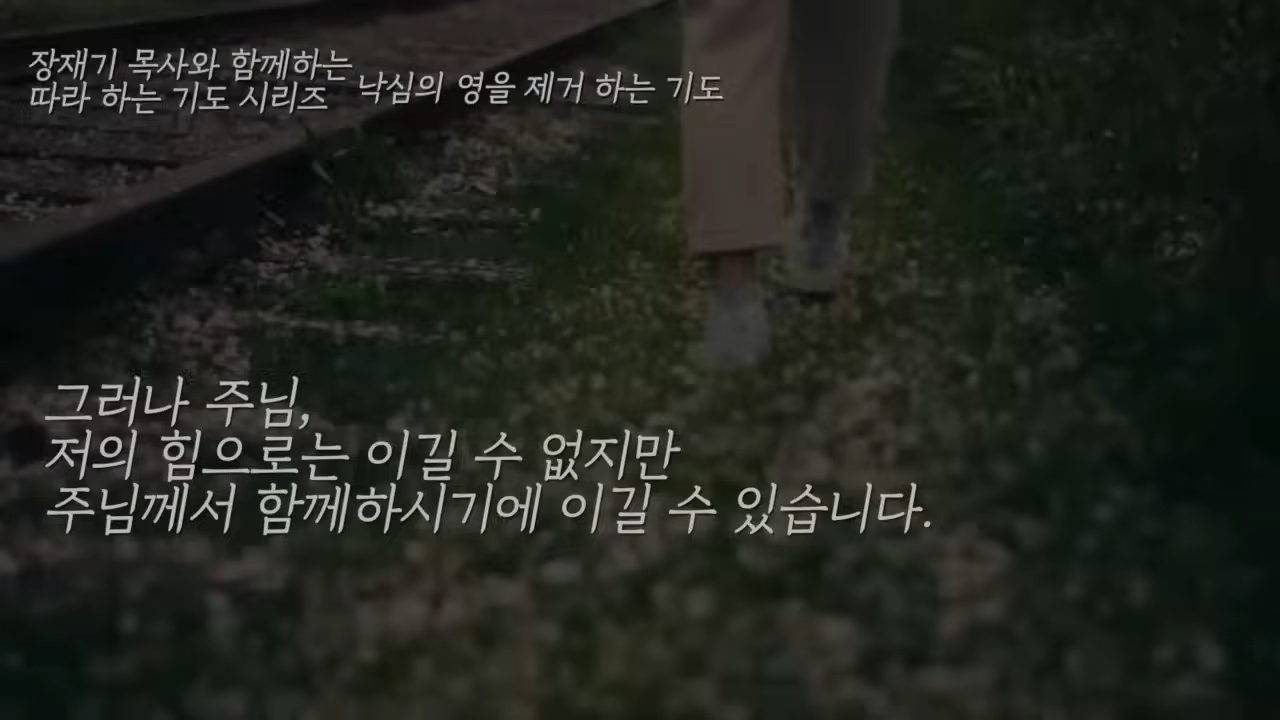 장재기 목사와 함께하는
따라 하는 기도 시리즈
낙심의 영을 제거 하는 기도
그러나 주님,
저의 힘으로는 이길 수 없지만
주님께서 함께하시기에 이길 수 있습니다.